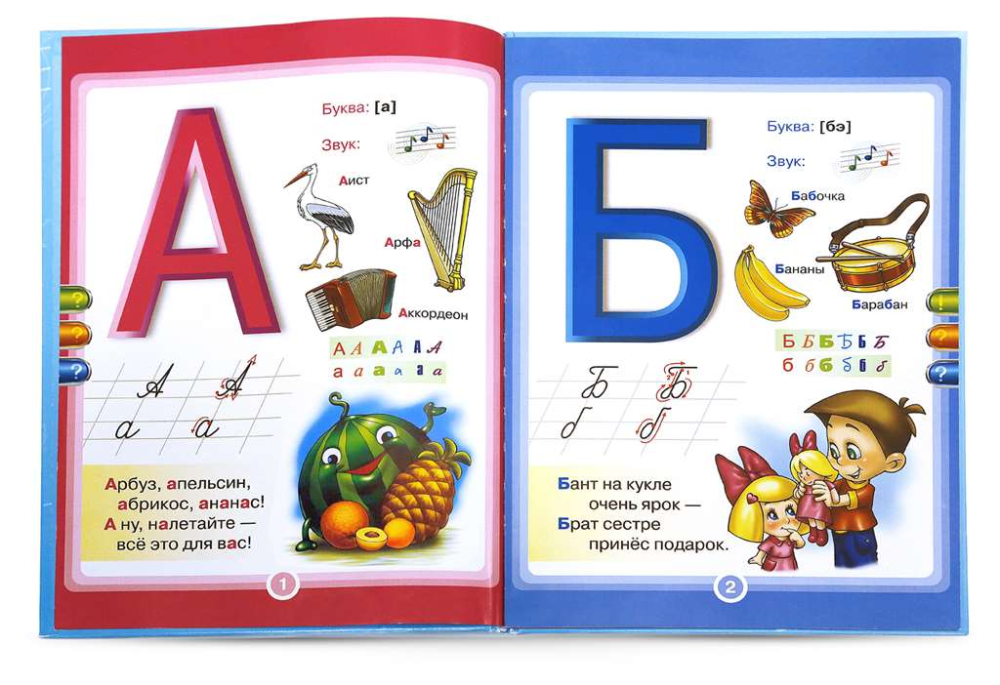 А
Буква: [а]
Звук:
Аист
Арфа
Аккордеон
А А А А А А
а а а а а а
А А
а а
Арбуз, апельсин,
абрикос, ананас!
А ну, налетайте —
всё это для вас!
1
? ? ?
Б
Буква: [бэ]
Звук:
Бабочка
Бананы
Барабан
Б Б Б Б Б Б
б б б б б б
Б Б
б б
Бант на кукле
очень ярок —
Брат сестре
принёс подарок.
2
! ? ?